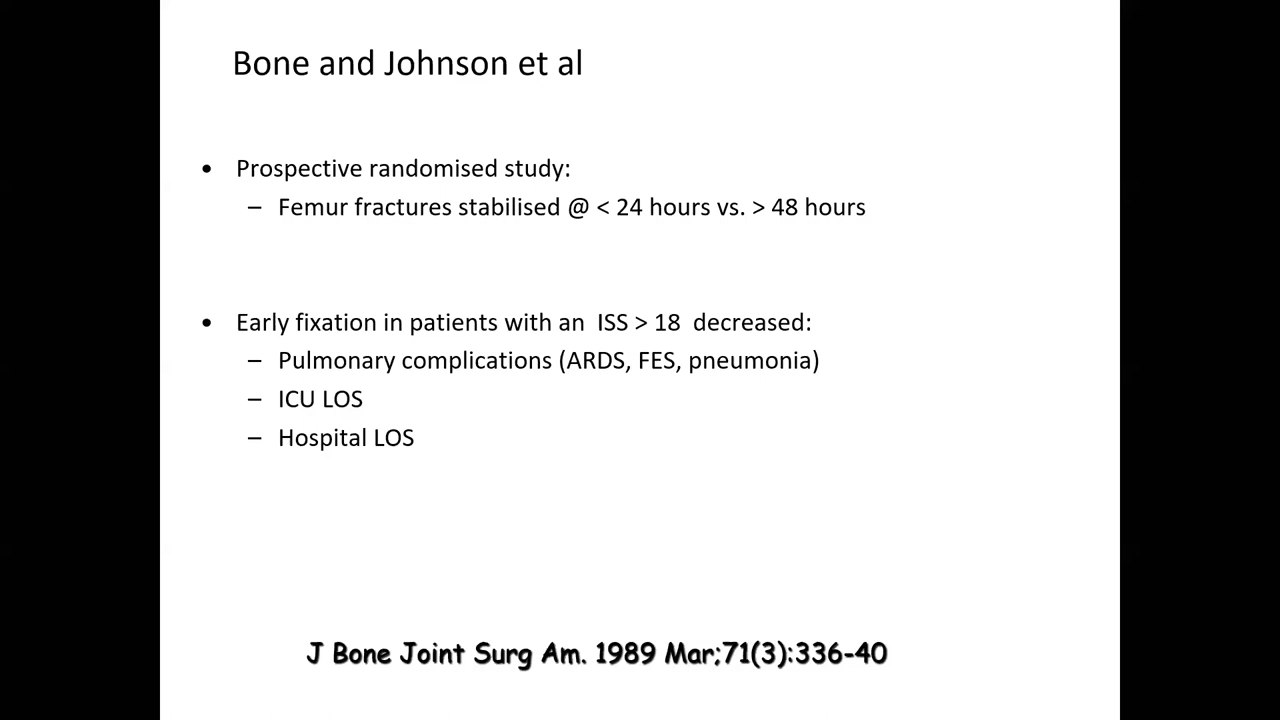 Bone and Johnson et al
• Prospective randomised study:
– Femur fractures stabilised @ < 24 hours vs. > 48 hours
• Early fixation in patients with an ISS > 18 decreased:
– Pulmonary complications (ARDS, FES, pneumonia)
– ICU LOS
– Hospital LOS
J Bone Joint Surg Am. 1989 Mar;71(3):336-40